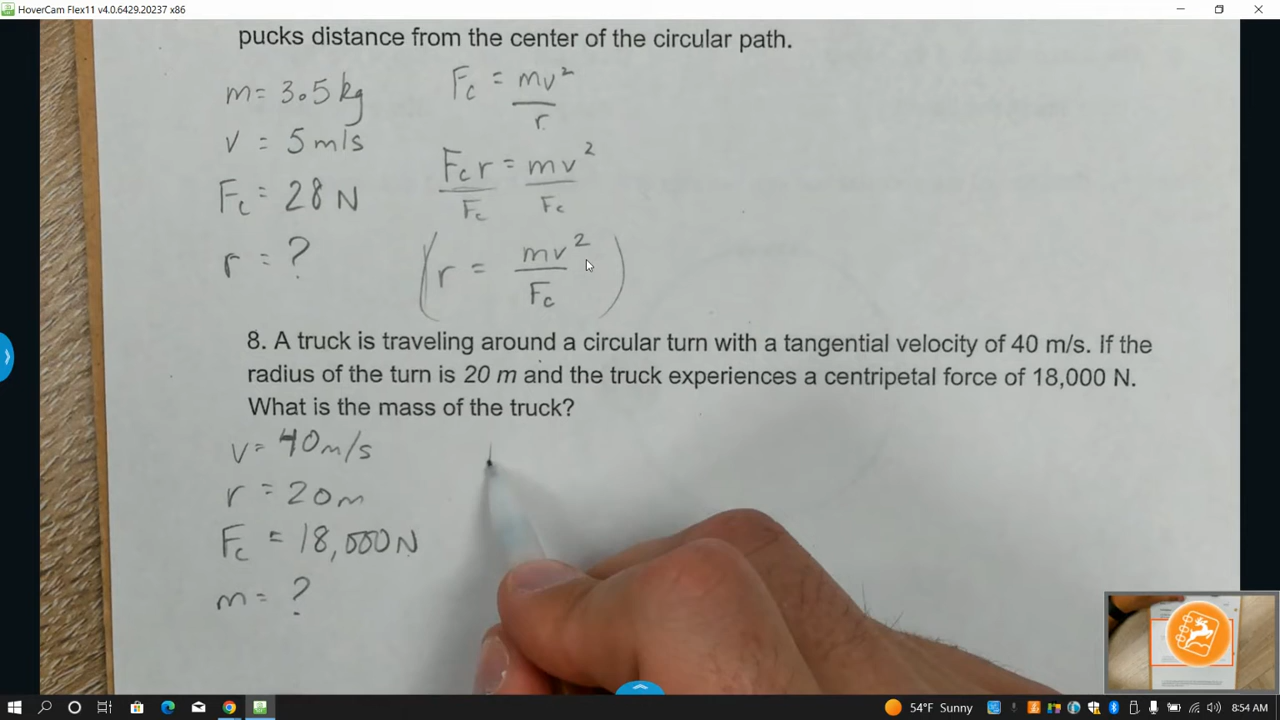 HoverCam Flex11 v4.0.6429.20237 x86
pucks distance from the center of the circular path.
m = 3.5 kg
v = 5 m/s
Fc = 28 N
r = ?
Fc = mv²
r
Fc r = mv²
Fc Fc
( r = mv² )
Fc
8. A truck is traveling around a circular turn with a tangential velocity of 40 m/s. If the
radius of the turn is 20 m and the truck experiences a centripetal force of 18,000 N.
What is the mass of the truck?
v = 40 m/s
r = 20 m
Fc = 18,000 N
m = ?
54°F Sunny
8:54 AM